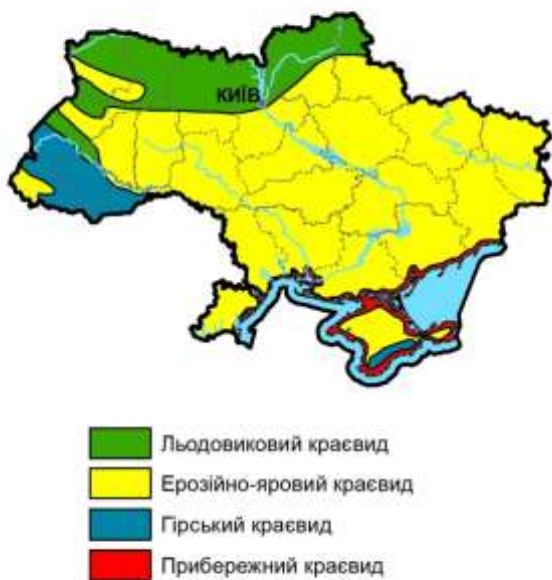 КИЇВ
Льодовиковий краєвид
Ерозійно-яровий краєвид
Гірський краєвид
Прибережний краєвид